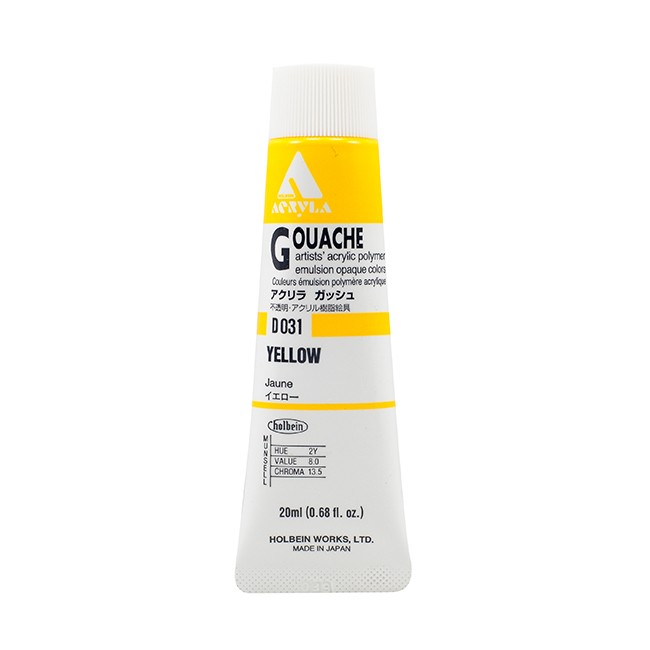 HOLBEIN
ACRYLA
GOUACHE
artists' acrylic polymer
emulsion opaque colors
Couleurs émulsion polymère acrylique
アクリラ ガッシュ
不透明・アクリル樹脂絵具
D031
YELLOW
Jaune
イエロー
holbein
MUNSELL
HUE 2Y
VALUE 8.0
CHROMA 13.5
20ml (0.68 fl. oz.)
HOLBEIN WORKS, LTD.
MADE IN JAPAN